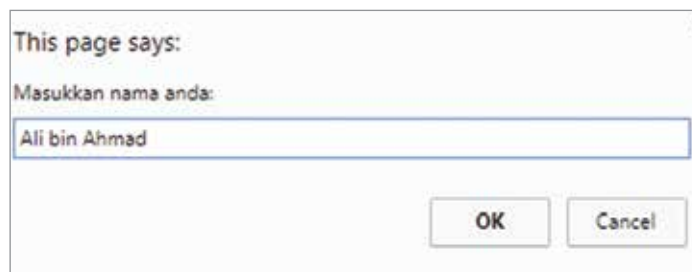 This page says:
Masukkan nama anda:
Ali bin Ahmad
OK Cancel